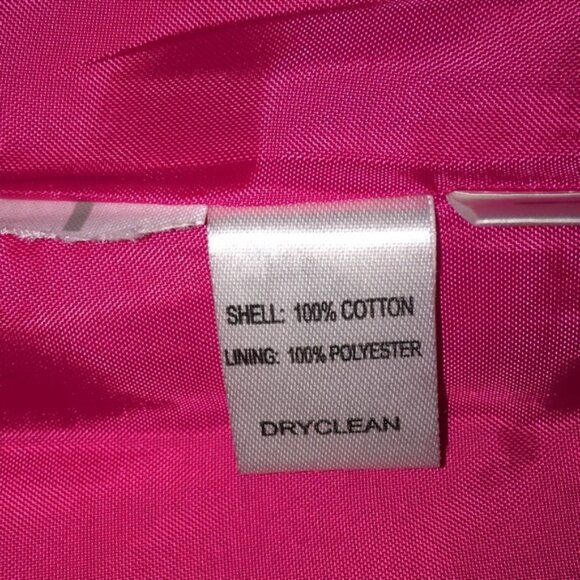 SHELL: 100% COTTON
LINING: 100% POLYESTER
DRYCLEAN